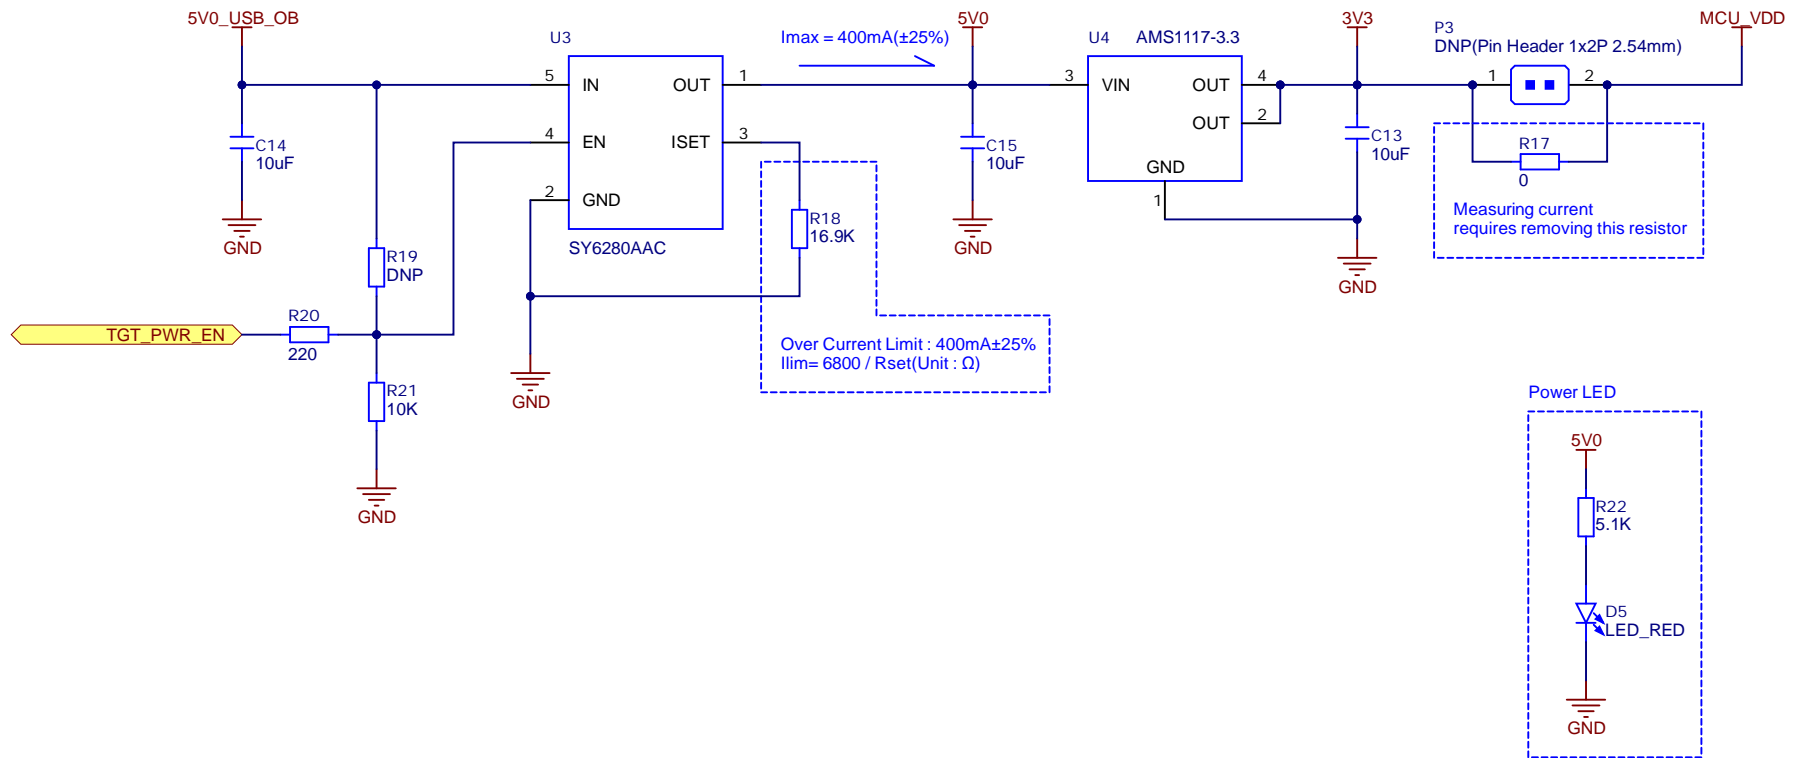 5V0_USB_OB
C14
10uF
GND
U3
5
IN
4
EN
2
GND
OUT
1
ISET
3
SY6280AAC
R19
DNP
TGT_PWR_EN
R20
220
R21
10K
GND
GND
Imax = 400mA(±25%)
R18
16.9K
Over Current Limit : 400mA±25%
Ilim= 6800 / Rset(Unit : Ω)
5V0
C15
10uF
GND
U4
AMS1117-3.3
3
VIN
OUT
4
OUT
2
GND
1
3V3
C13
10uF
GND
P3
DNP(Pin Header 1x2P 2.54mm)
1
2
MCU_VDD
R17
0
Measuring current
requires removing this resistor
Power LED
5V0
R22
5.1K
D5
LED_RED
GND